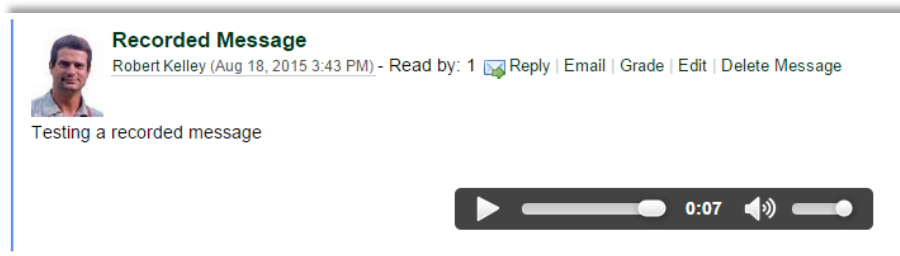 Recorded Message
Robert Kelley (Aug 18, 2015 3:43 PM) - Read by: 1 Reply | Email | Grade | Edit | Delete Message
Testing a recorded message
0:07